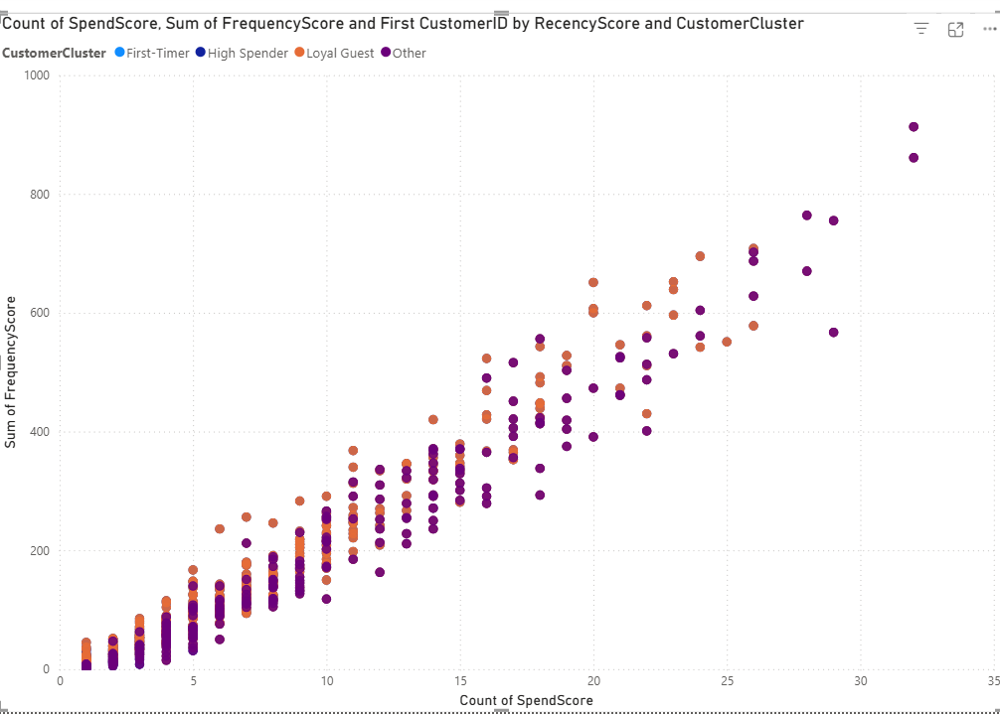 Count of SpendScore, Sum of FrequencyScore and First CustomerID by RecencyScore and CustomerCluster
CustomerCluster First-Timer High Spender Loyal Guest Other
1000
800
600
400
200
0
Sum of FrequencyScore
0 5 10 15 20 25 30 35
Count of SpendScore